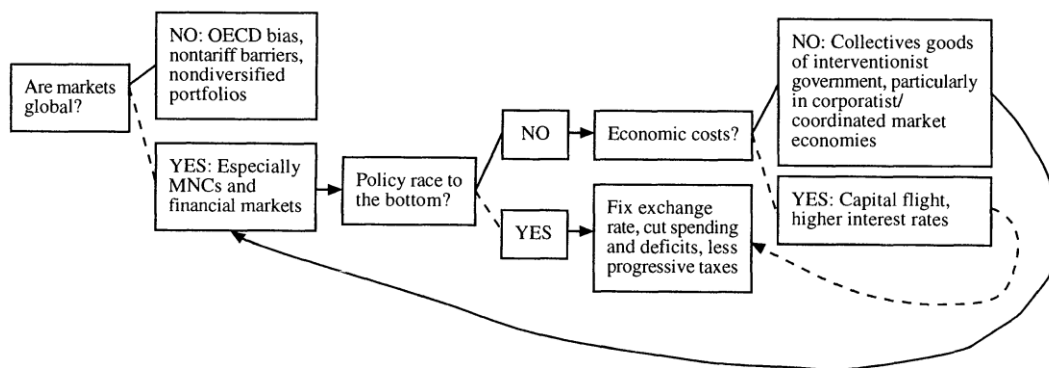 Are markets
global?
NO: OECD bias,
nontariff barriers,
nondiversified
portfolios
YES: Especially
MNCs and
financial markets
Policy race to
the bottom?
NO
YES
Economic costs?
Fix exchange
rate, cut spending
and deficits, less
progressive taxes
NO: Collectives goods
of interventionist
government, particularly
in corporatist/
coordinated market
economies
YES: Capital flight,
higher interest rates